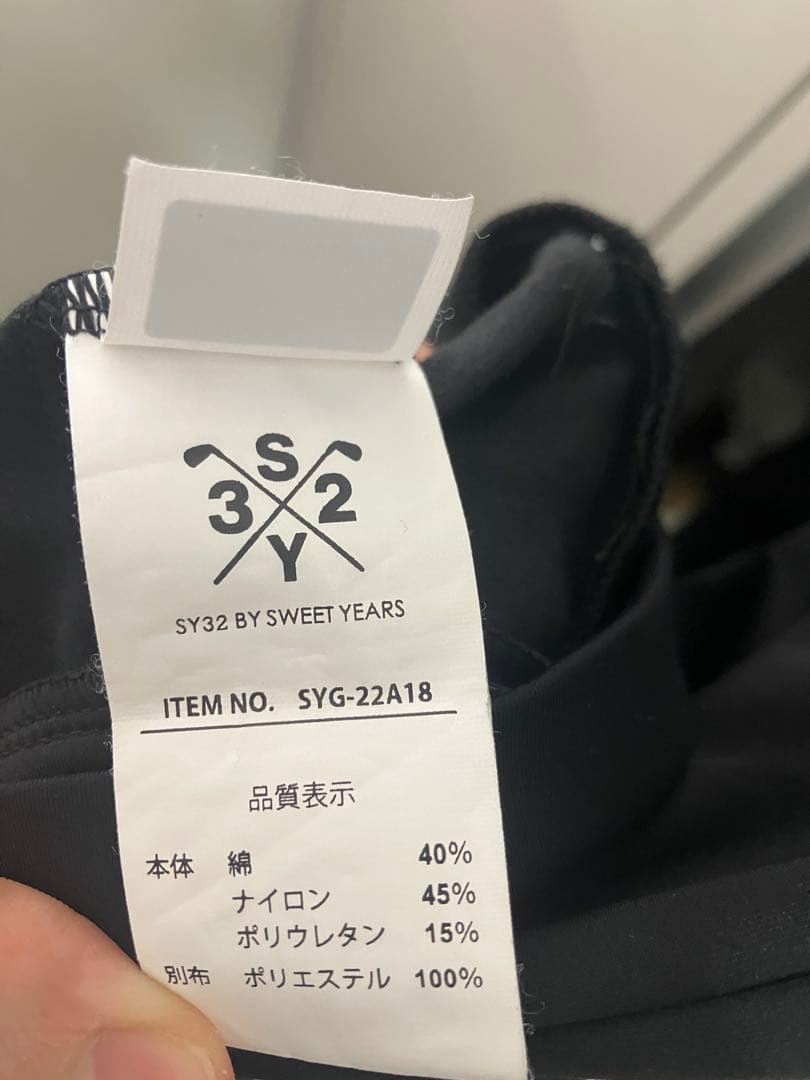 S
3 2
Y
SY32 BY SWEET YEARS
ITEM NO. SYG-22A18
品質表示
本体 綿 40%
ナイロン 45%
ポリウレタン 15%
別布 ポリエステル 100%